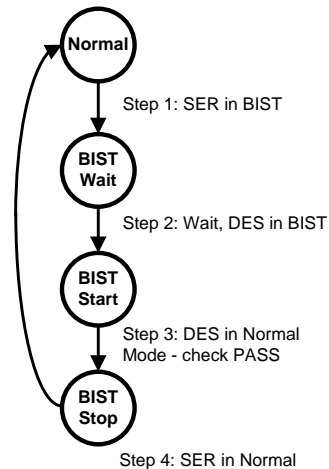 Normal
Step 1: SER in BIST
BIST
Wait
Step 2: Wait, DES in BIST
BIST
Start
Step 3: DES in Normal
Mode - check PASS
BIST
Stop
Step 4: SER in Normal